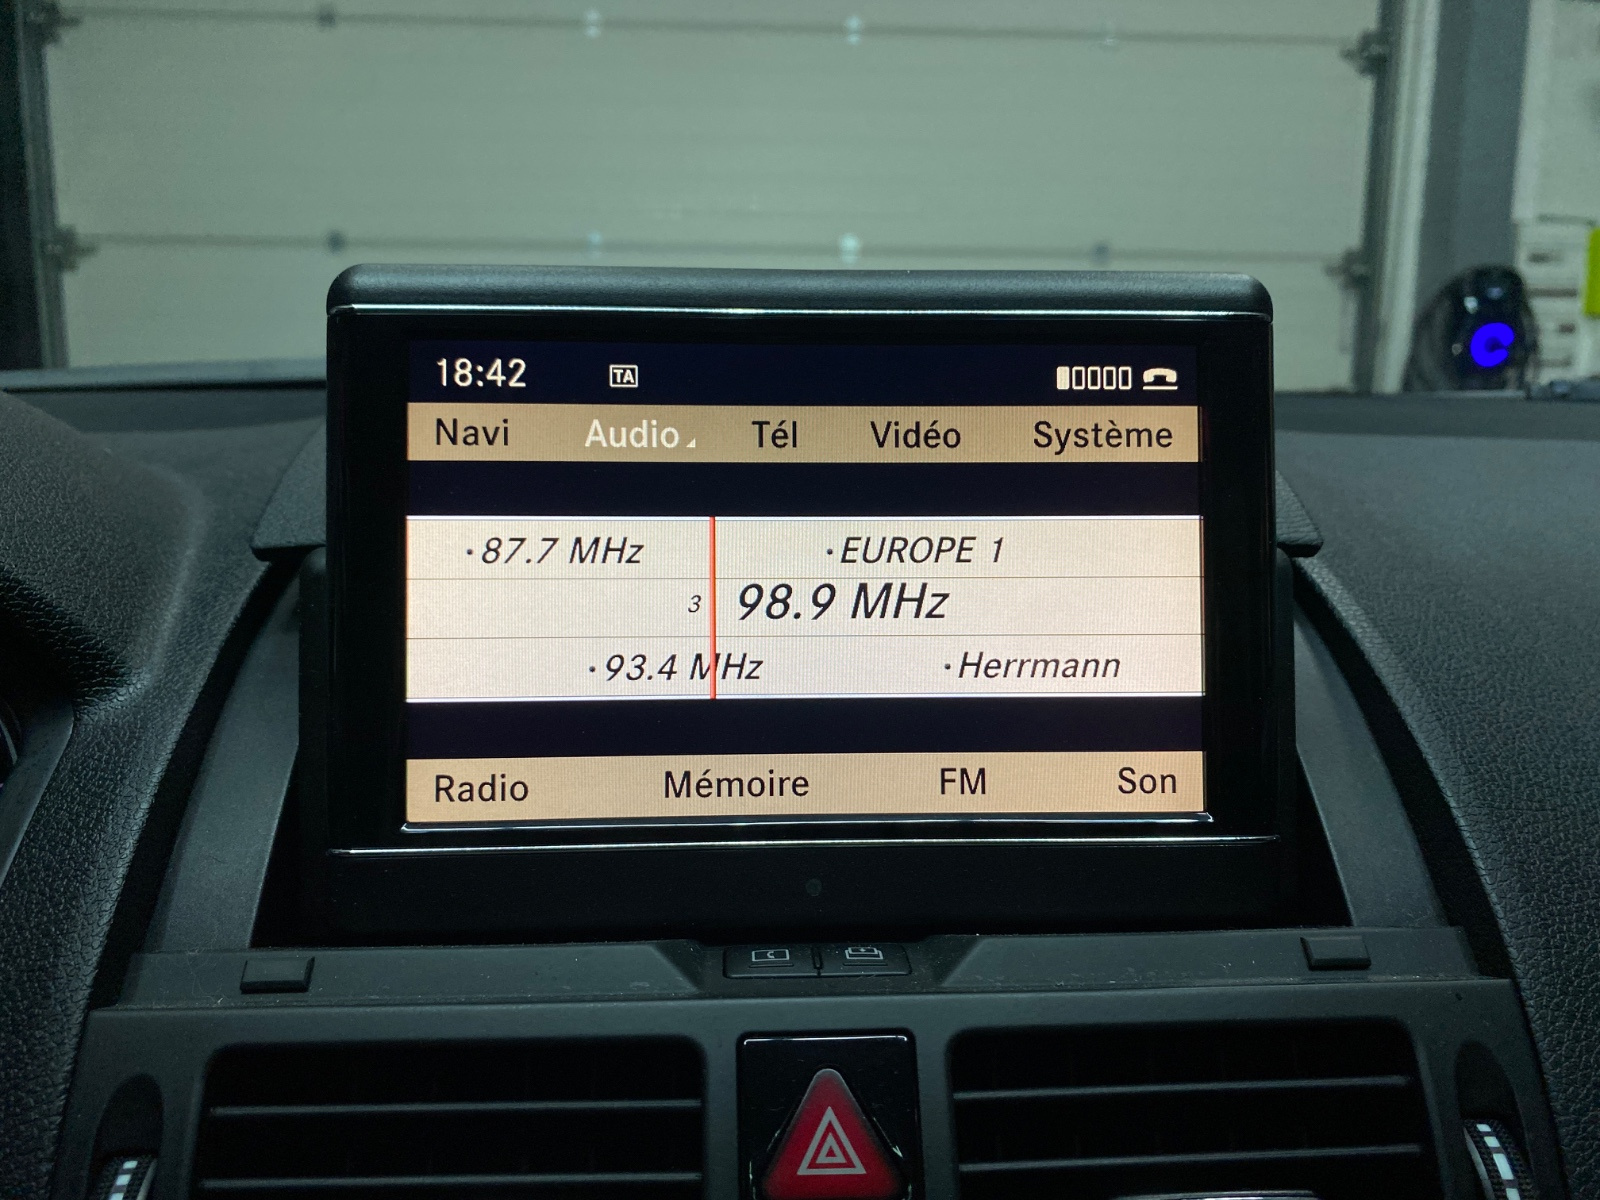 18:42 TA
Navi Audio Tél Vidéo Système
·87.7 MHz ·EUROPE 1
3 98.9 MHz
·93.4 MHz ·Herrmann
Radio Mémoire FM Son